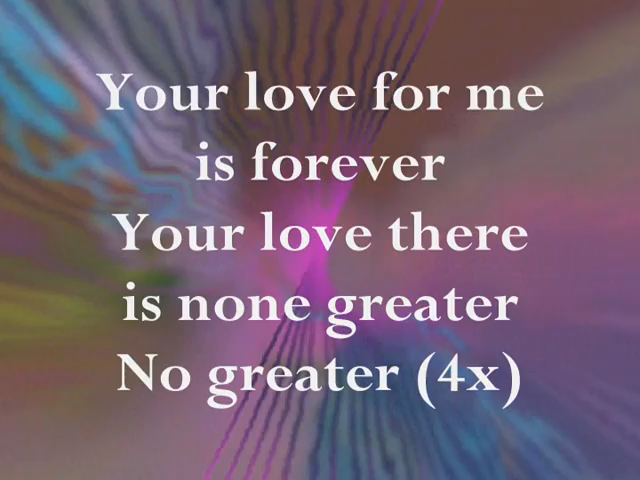 Your love for me
is forever
Your love there
is none greater
No greater (4x)